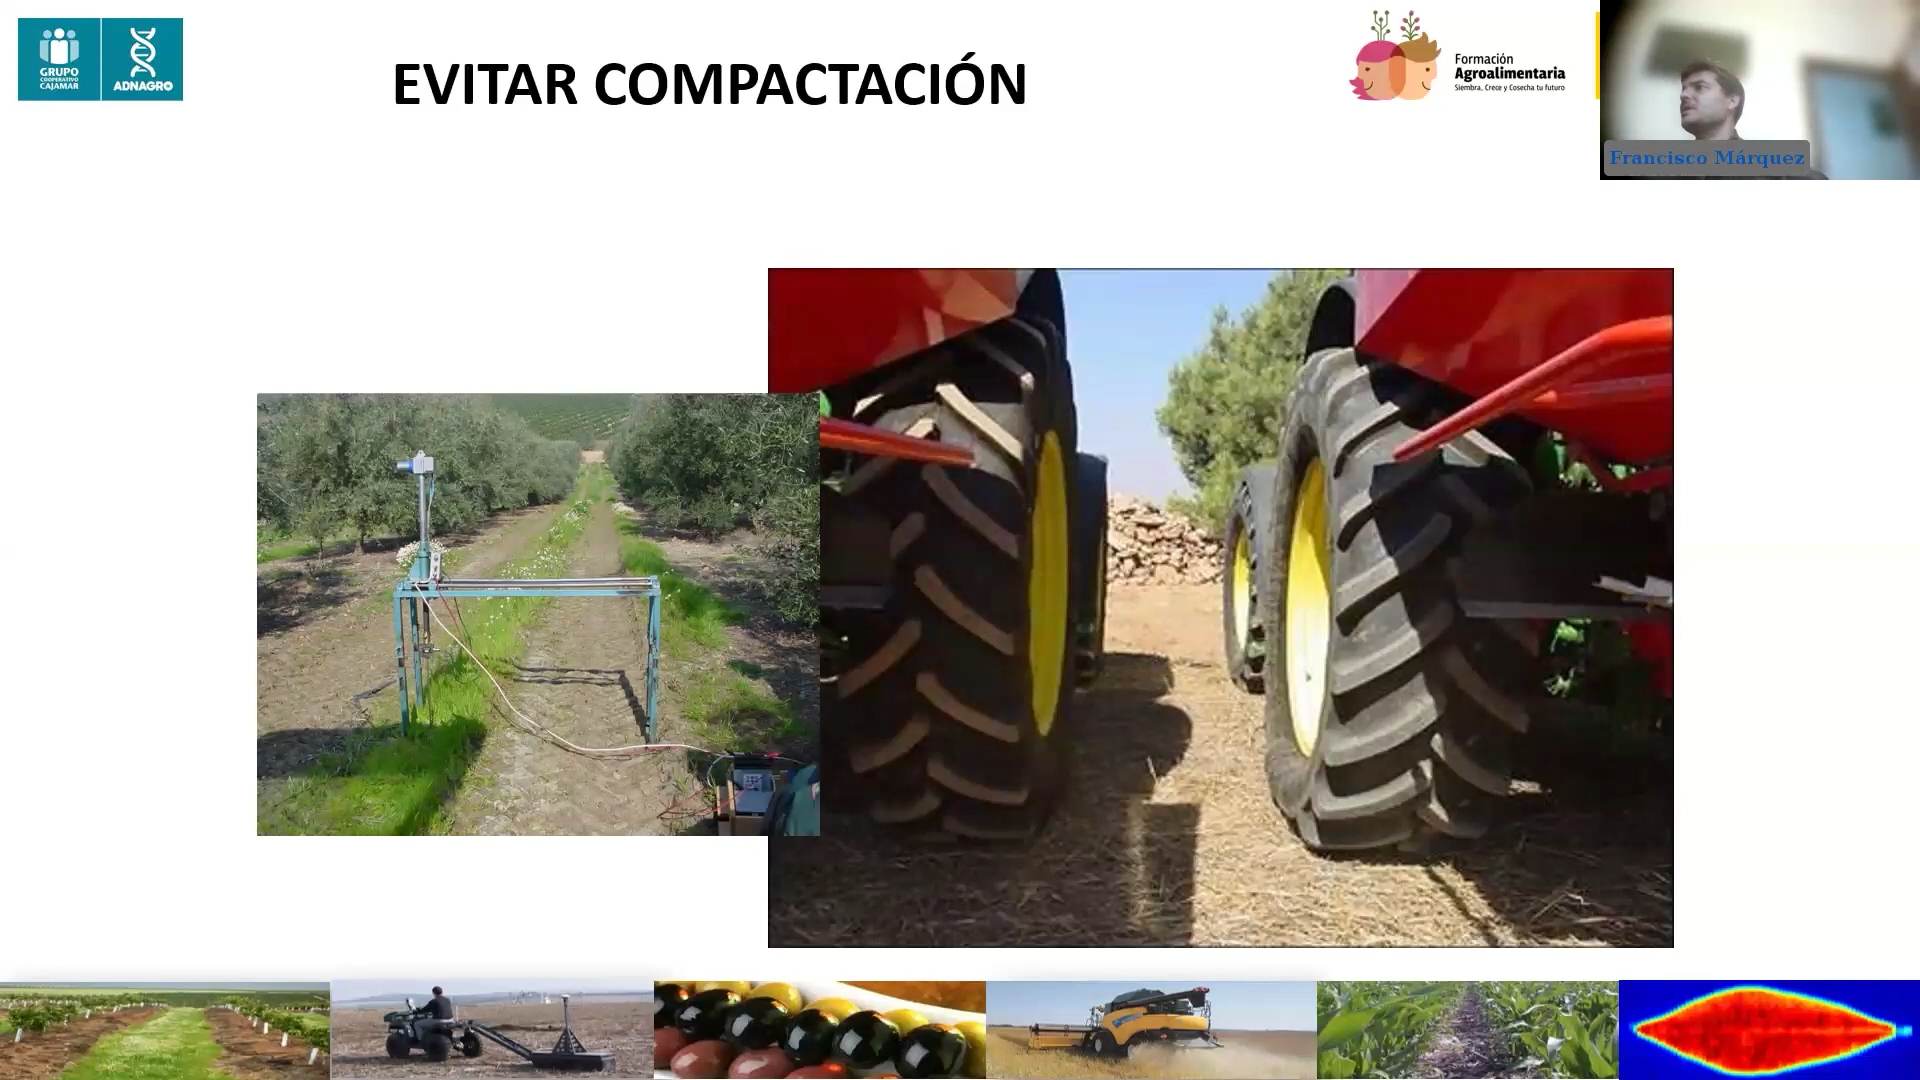 GRUPO
COOPERATIVO
CAJAMAR
ADNAGRO
EVITAR COMPACTACIÓN
Formación
Agroalimentaria
Siembra, Crece y Cosecha tu futuro
Francisco Márquez